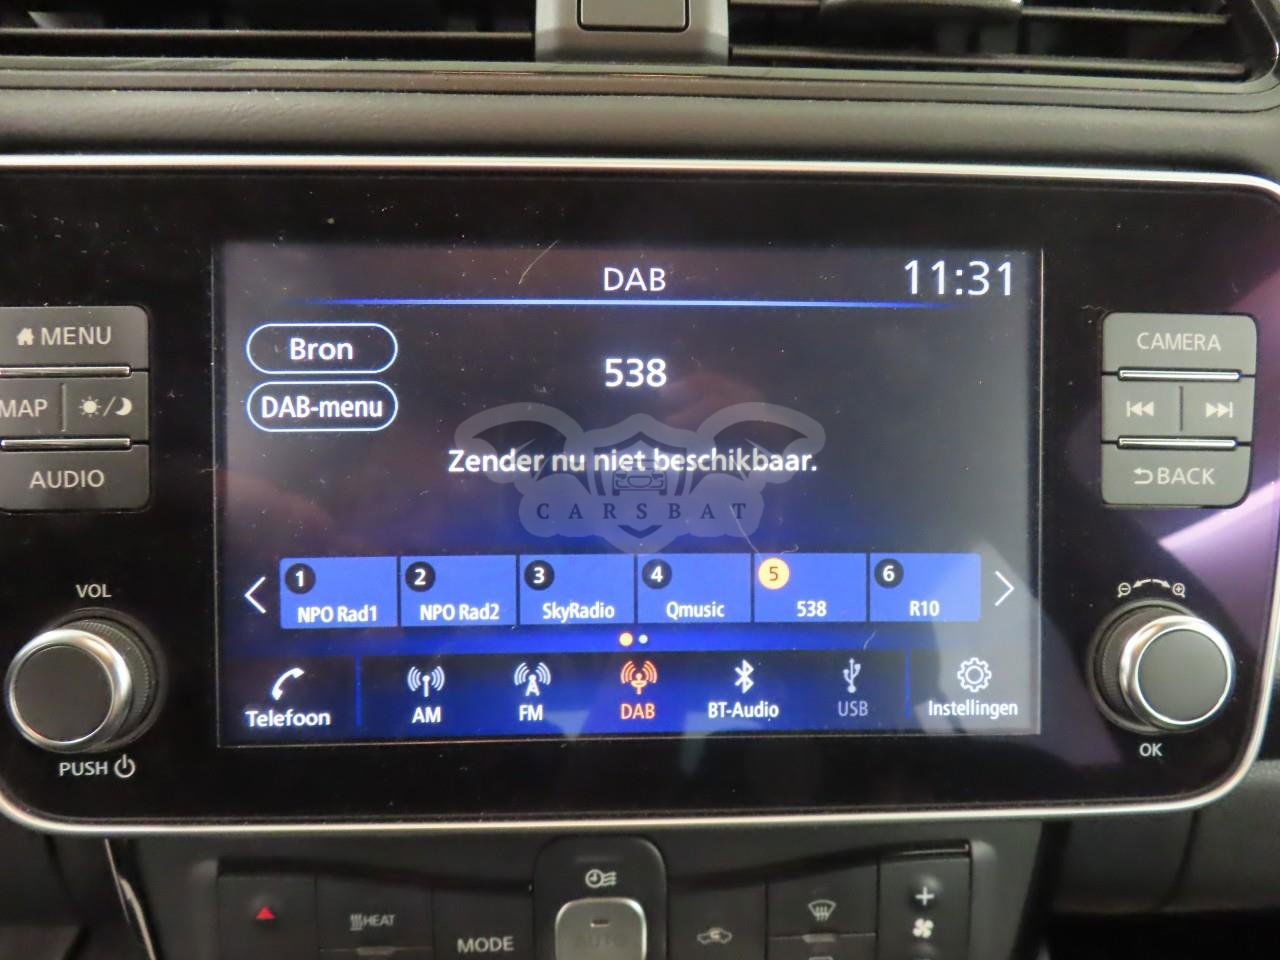 DAB
11:31
MENU
Bron
538
CAMERA
MAP
DAB-menu
Zender nu niet beschikbaar.
AUDIO
BACK
CARSBAT
1
2
3
4
5
6
NPO Rad1
NPO Rad2
SkyRadio
Qmusic
538
R10
VOL
Telefoon
AM
FM
DAB
BT-Audio
USB
Instellingen
PUSH
OK
HEAT
MODE
AUTO